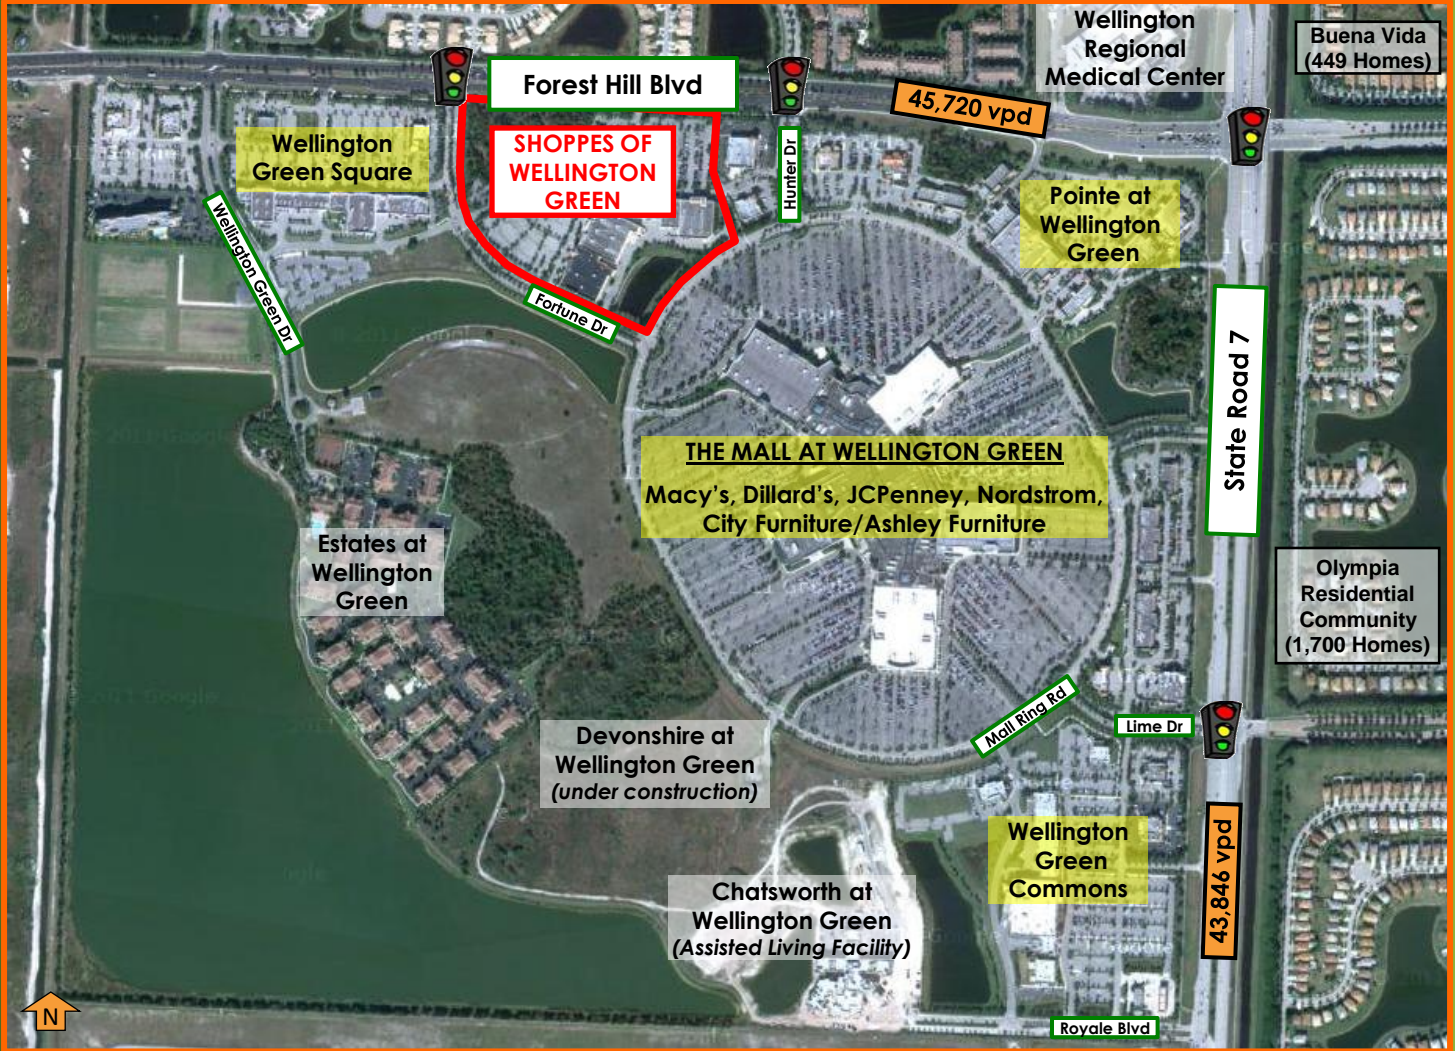 Wellington
Regional
Medical Center
Buena Vida
(449 Homes)
Forest Hill Blvd
45,720 vpd
Wellington
Green Square
SHOPPES OF
WELLINGTON
GREEN
Hunter Dr
Pointe at
Wellington
Green
Wellington Green Dr
Fortune Dr
State Road 7
THE MALL AT WELLINGTON GREEN
Macy's, Dillard's, JCPenney, Nordstrom,
City Furniture/Ashley Furniture
Estates at
Wellington
Green
Olympia
Residential
Community
(1,700 Homes)
Mall Ring Rd
Lime Dr
Devonshire at
Wellington Green
(under construction)
Wellington
Green
Commons
43,846 vpd
Chatsworth at
Wellington Green
(Assisted Living Facility)
N
Royale Blvd
© 2011 Google